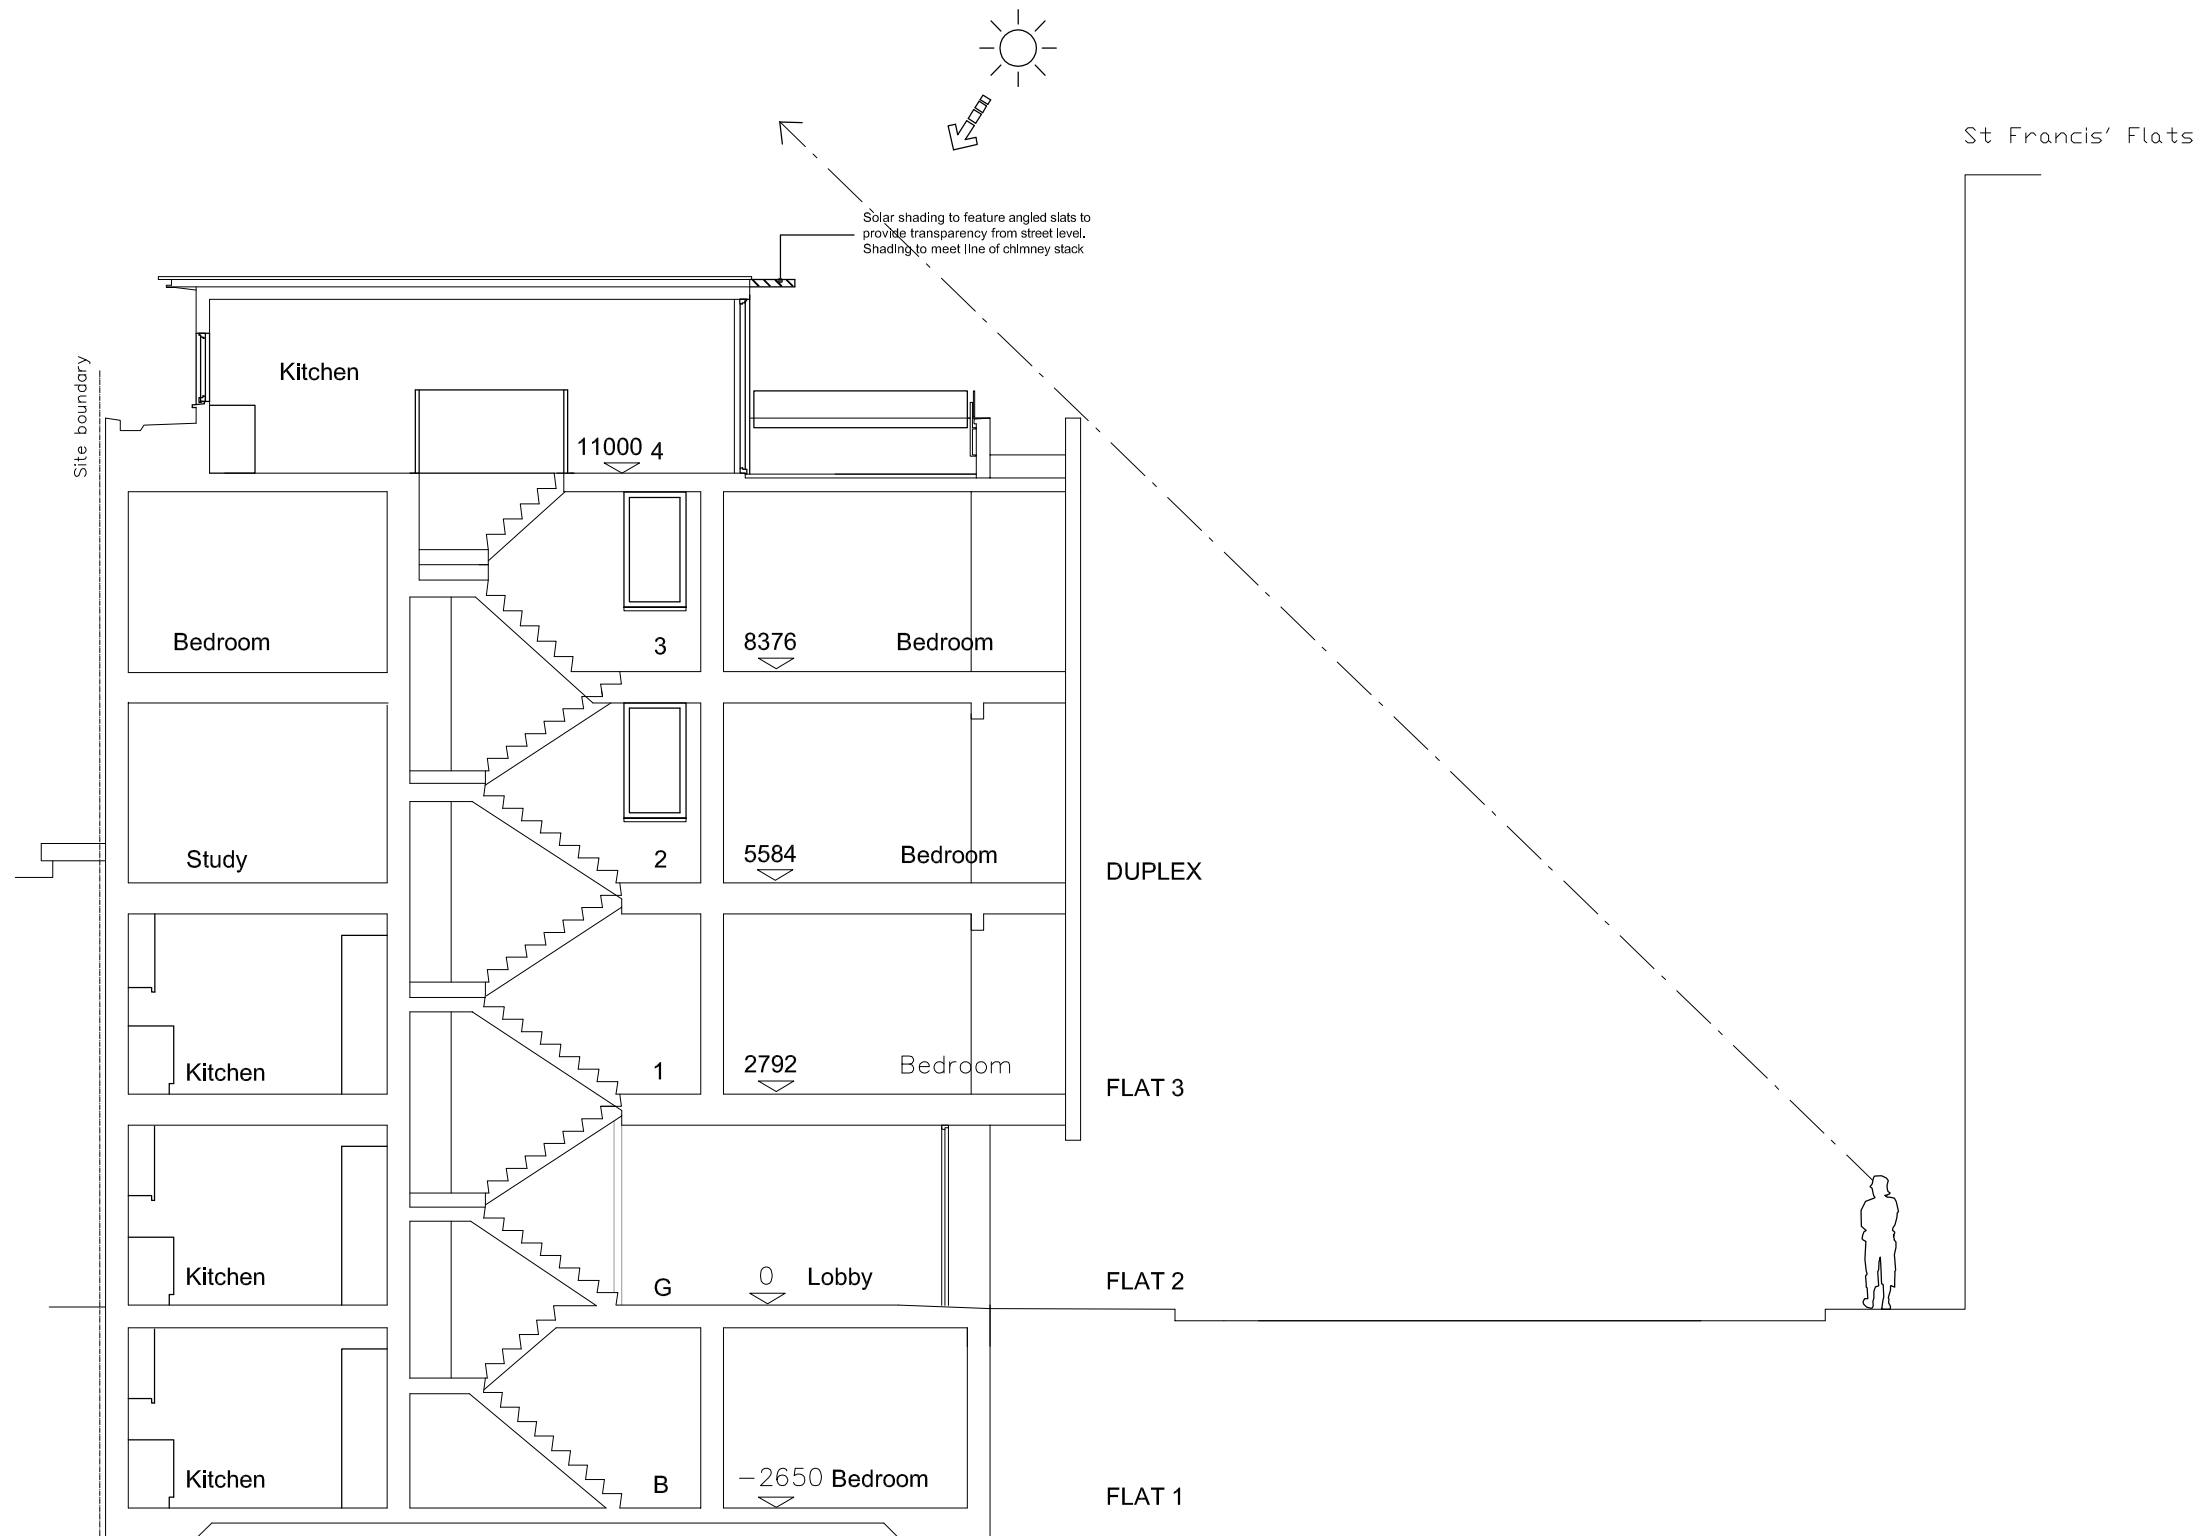 St Francis' Flats
Solar shading to feature angled slats to
provide transparency from street level.
Shading to meet line of chimney stack
Site boundary
Kitchen
11000 4
Bedroom
3
8376
Bedroom
Study
2
5584
Bedroom
DUPLEX
Kitchen
1
2792
Bedroom
FLAT 3
Kitchen
G
0
Lobby
FLAT 2
Kitchen
B
-2650 Bedroom
FLAT 1